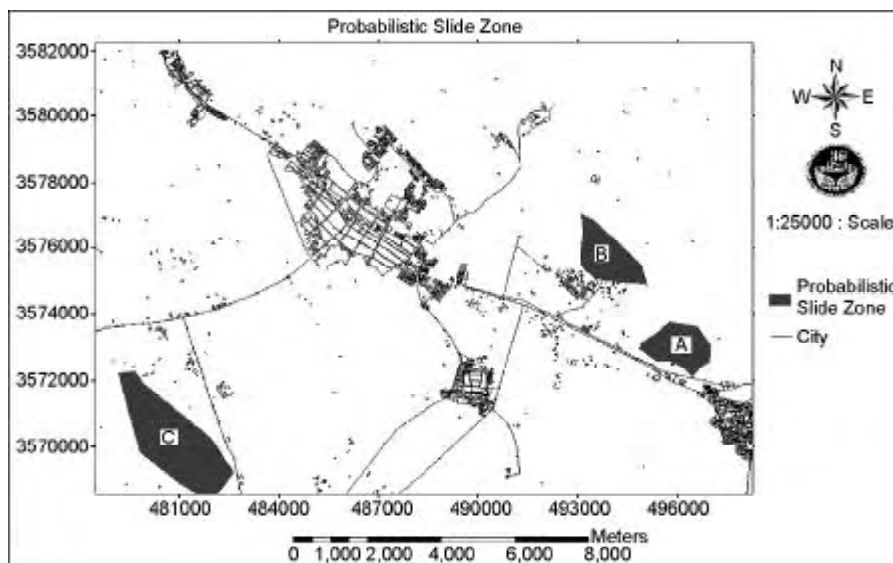 Probabilistic Slide Zone
3582000
3580000
3578000
3576000
3574000
3572000
3570000
481000 484000 487000 490000 493000 496000
A
B
C
N
W E
S
1:25000 : Scale
Probabilistic
Slide Zone
City
Meters
0 1,000 2,000 4,000 6,000 8,000